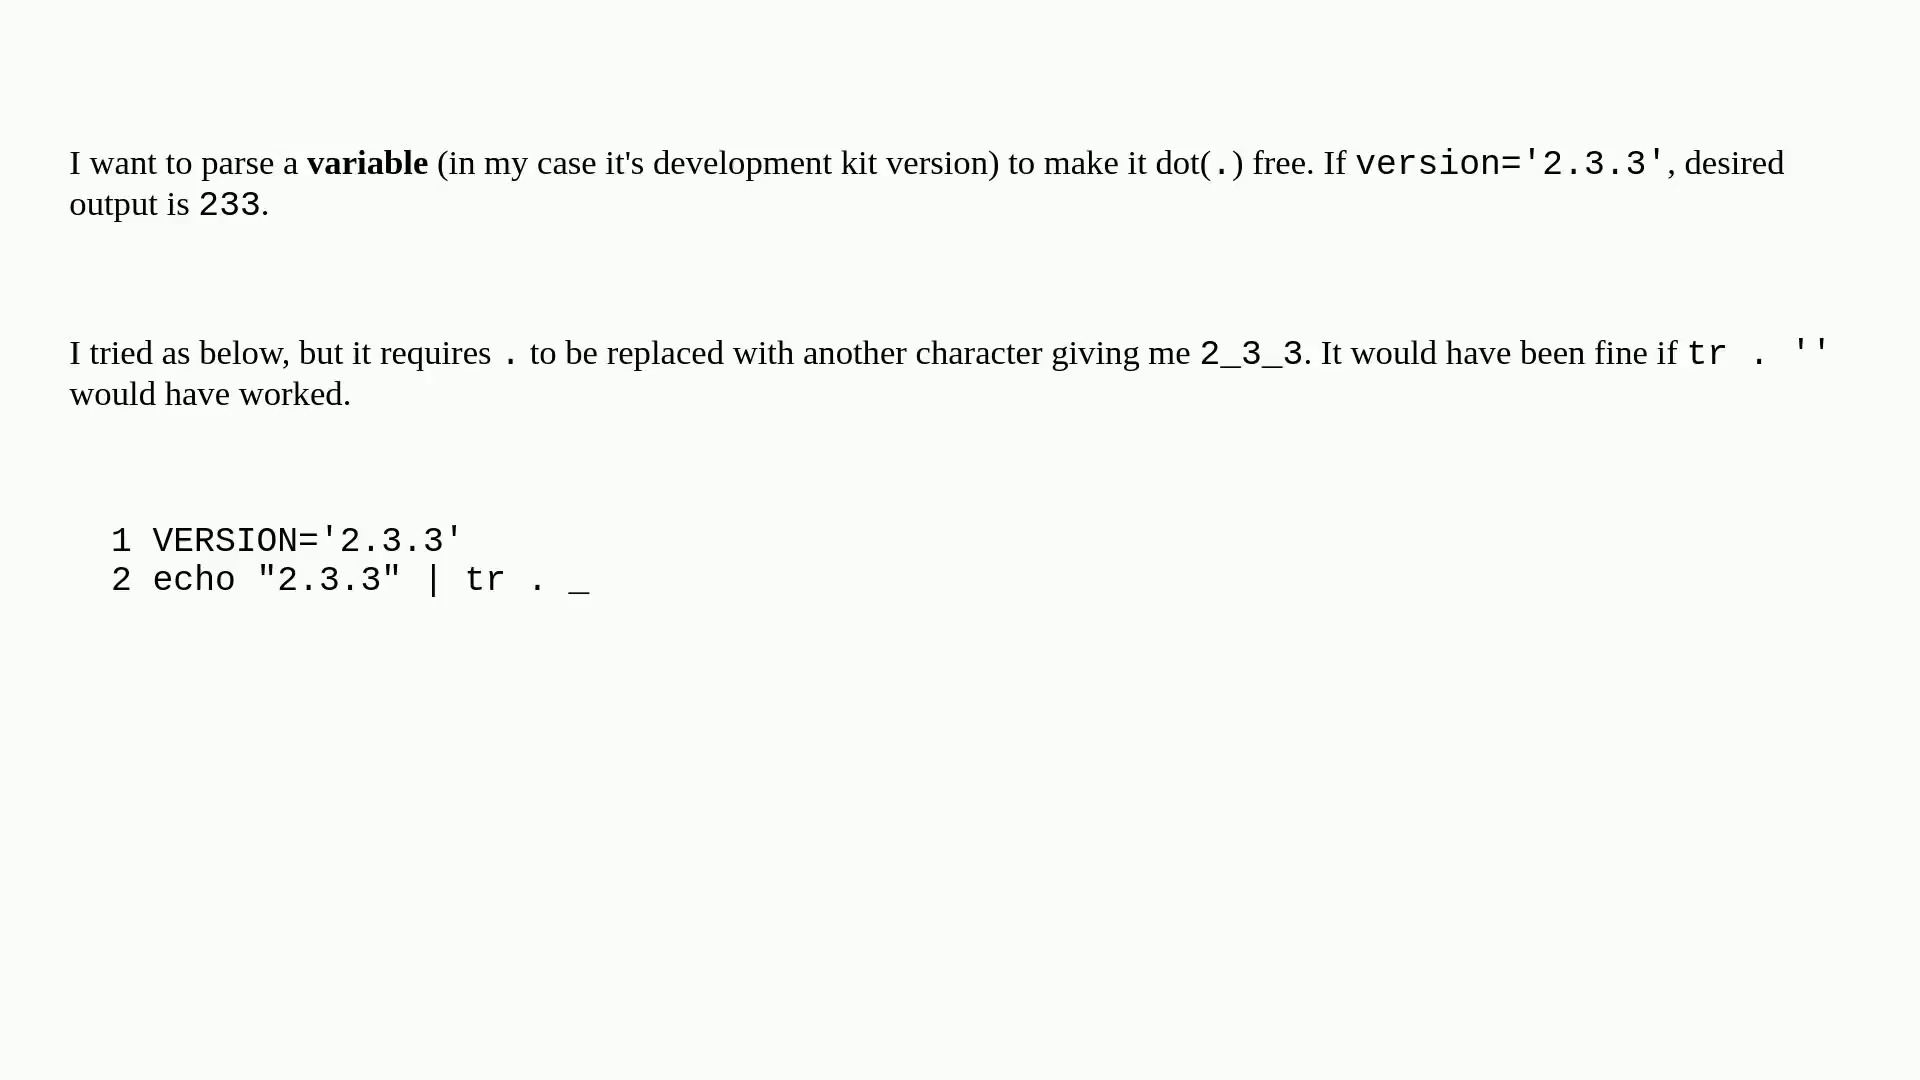 I want to parse a variable (in my case it's development kit version) to make it dot(.) free. If version='2.3.3', desired
output is 233.
I tried as below, but it requires . to be replaced with another character giving me 2_3_3. It would have been fine if tr . ''
would have worked.
1 VERSION='2.3.3'
2 echo "2.3.3" | tr . _